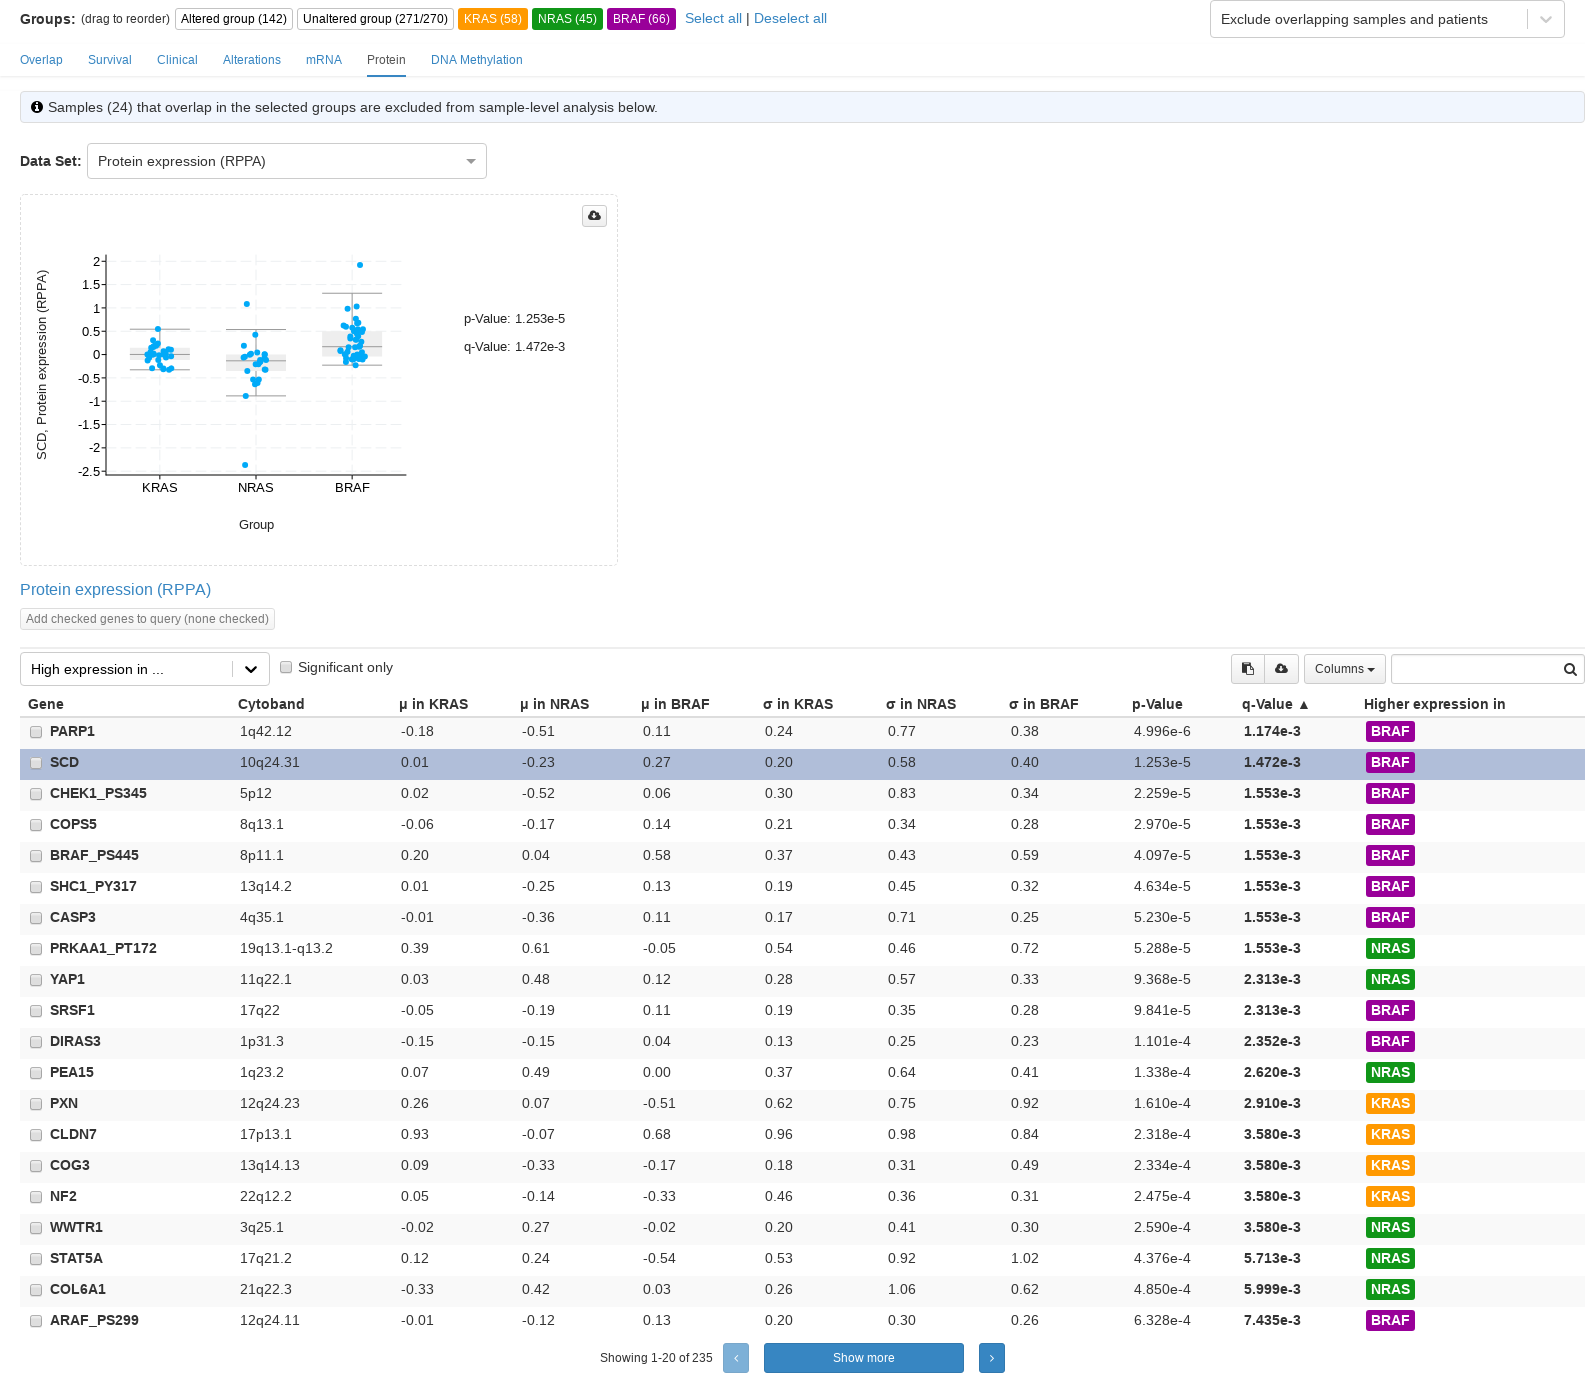 Groups: (drag to reorder) Altered group (142) Unaltered group (271/270) KRAS (58) NRAS (45) BRAF (66) Select all | Deselect all Exclude overlapping samples and patients
Overlap Survival Clinical Alterations mRNA Protein DNA Methylation
Samples (24) that overlap in the selected groups are excluded from sample-level analysis below.
Data Set: Protein expression (RPPA)
SCD, Protein expression (RPPA)
2
1.5
1
0.5
0
-0.5
-1
-1.5
-2
-2.5
KRAS NRAS BRAF
Group
p-Value: 1.253e-5
q-Value: 1.472e-3
Protein expression (RPPA)
Add checked genes to query (none checked)
High expression in ... Significant only Columns
Gene Cytoband μ in KRAS μ in NRAS μ in BRAF σ in KRAS σ in NRAS σ in BRAF p-Value q-Value ▲ Higher expression in
PARP1 1q42.12 -0.18 -0.51 0.11 0.24 0.77 0.38 4.996e-6 1.174e-3 BRAF
SCD 10q24.31 0.01 -0.23 0.27 0.20 0.58 0.40 1.253e-5 1.472e-3 BRAF
CHEK1_PS345 5p12 0.02 -0.52 0.06 0.30 0.83 0.34 2.259e-5 1.553e-3 BRAF
COPS5 8q13.1 -0.06 -0.17 0.14 0.21 0.34 0.28 2.970e-5 1.553e-3 BRAF
BRAF_PS445 8p11.1 0.20 0.04 0.58 0.37 0.43 0.59 4.097e-5 1.553e-3 BRAF
SHC1_PY317 13q14.2 0.01 -0.25 0.13 0.19 0.45 0.32 4.634e-5 1.553e-3 BRAF
CASP3 4q35.1 -0.01 -0.36 0.11 0.17 0.71 0.25 5.230e-5 1.553e-3 BRAF
PRKAA1_PT172 19q13.1-q13.2 0.39 0.61 -0.05 0.54 0.46 0.72 5.288e-5 1.553e-3 NRAS
YAP1 11q22.1 0.03 0.48 0.12 0.28 0.57 0.33 9.368e-5 2.313e-3 NRAS
SRSF1 17q22 -0.05 -0.19 0.11 0.19 0.35 0.28 9.841e-5 2.313e-3 BRAF
DIRAS3 1p31.3 -0.15 -0.15 0.04 0.13 0.25 0.23 1.101e-4 2.352e-3 BRAF
PEA15 1q23.2 0.07 0.49 0.00 0.37 0.64 0.41 1.338e-4 2.620e-3 NRAS
PXN 12q24.23 0.26 0.07 -0.51 0.62 0.75 0.92 1.610e-4 2.910e-3 KRAS
CLDN7 17p13.1 0.93 -0.07 0.68 0.96 0.98 0.84 2.318e-4 3.580e-3 KRAS
COG3 13q14.13 0.09 -0.33 -0.17 0.18 0.31 0.49 2.334e-4 3.580e-3 KRAS
NF2 22q12.2 0.05 -0.14 -0.33 0.46 0.36 0.31 2.475e-4 3.580e-3 KRAS
WWTR1 3q25.1 -0.02 0.27 -0.02 0.20 0.41 0.30 2.590e-4 3.580e-3 NRAS
STAT5A 17q21.2 0.12 0.24 -0.54 0.53 0.92 1.02 4.376e-4 5.713e-3 NRAS
COL6A1 21q22.3 -0.33 0.42 0.03 0.26 1.06 0.62 4.850e-4 5.999e-3 NRAS
ARAF_PS299 12q24.11 -0.01 -0.12 0.13 0.20 0.30 0.26 6.328e-4 7.435e-3 BRAF
Showing 1-20 of 235 ‹ Show more ›